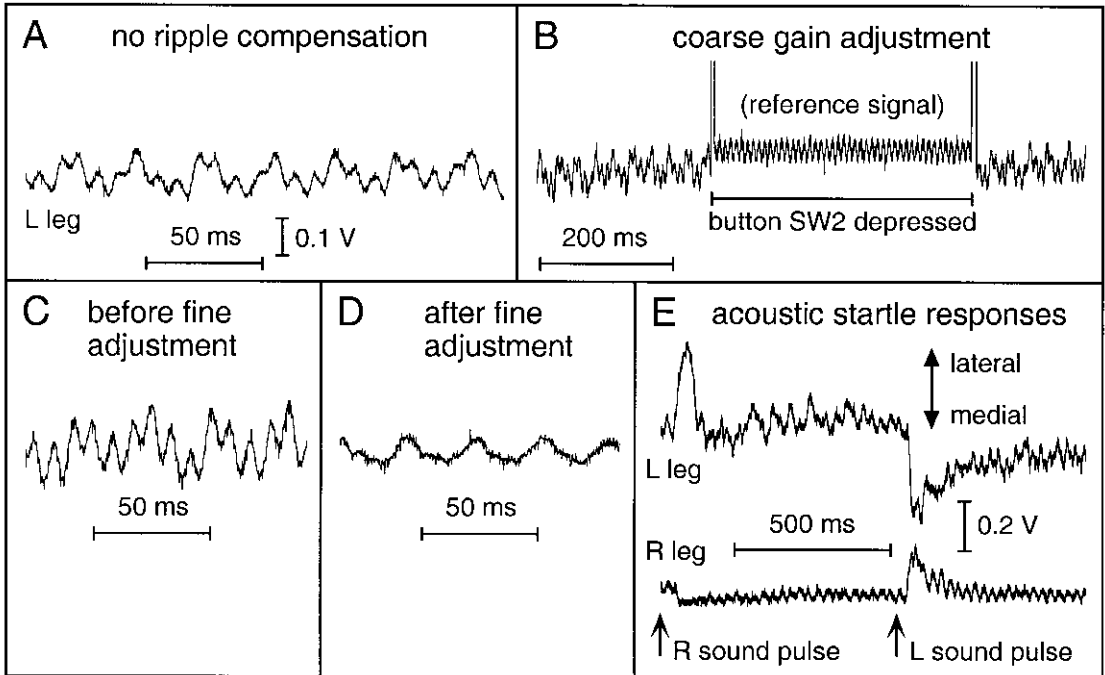 A no ripple compensation
L leg
50 ms
0.1 V
B coarse gain adjustment
(reference signal)
button SW2 depressed
200 ms
C before fine
adjustment
50 ms
D after fine
adjustment
50 ms
E acoustic startle responses
lateral
medial
L leg
500 ms
0.2 V
R leg
R sound pulse
L sound pulse